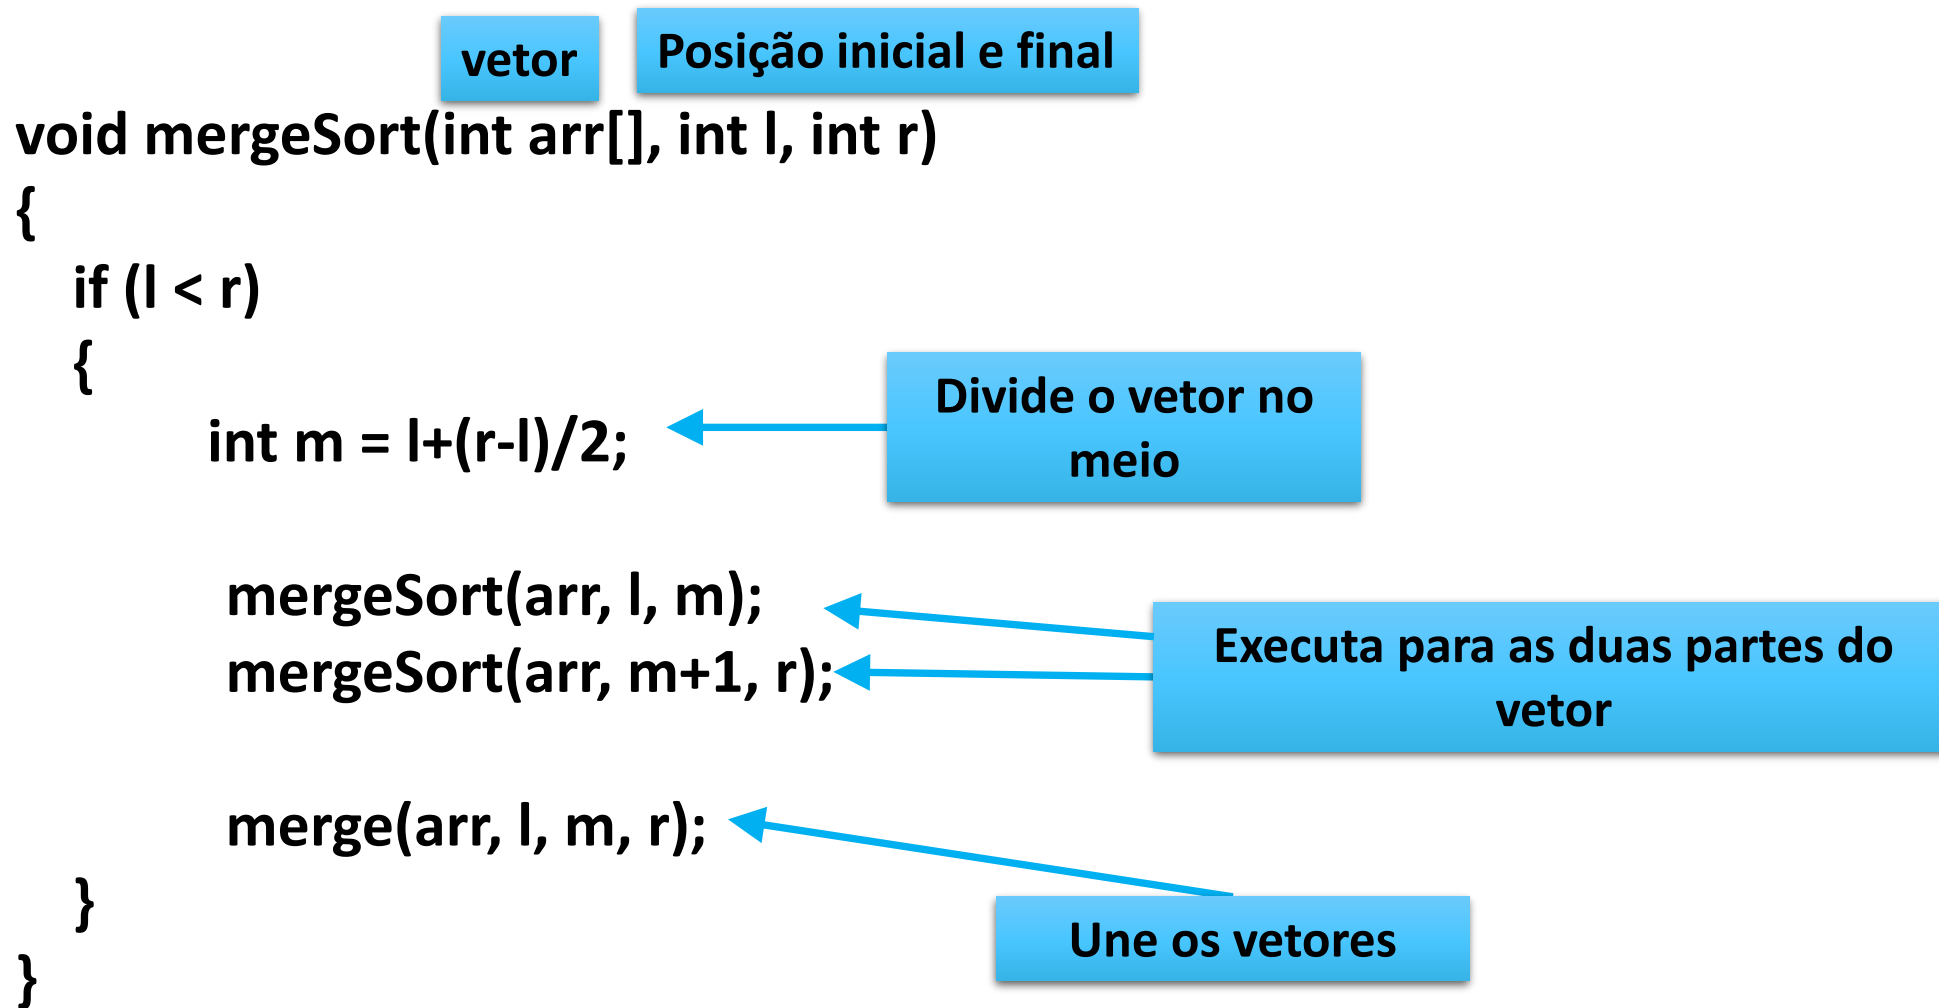 vetor
Posição inicial e final
void mergeSort(int arr[], int l, int r)
{
if (l < r)
{
int m = l+(r-l)/2;
Divide o vetor no
meio
mergeSort(arr, l, m);
mergeSort(arr, m+1, r);
Executa para as duas partes do
vetor
merge(arr, l, m, r);
}
Une os vetores
}